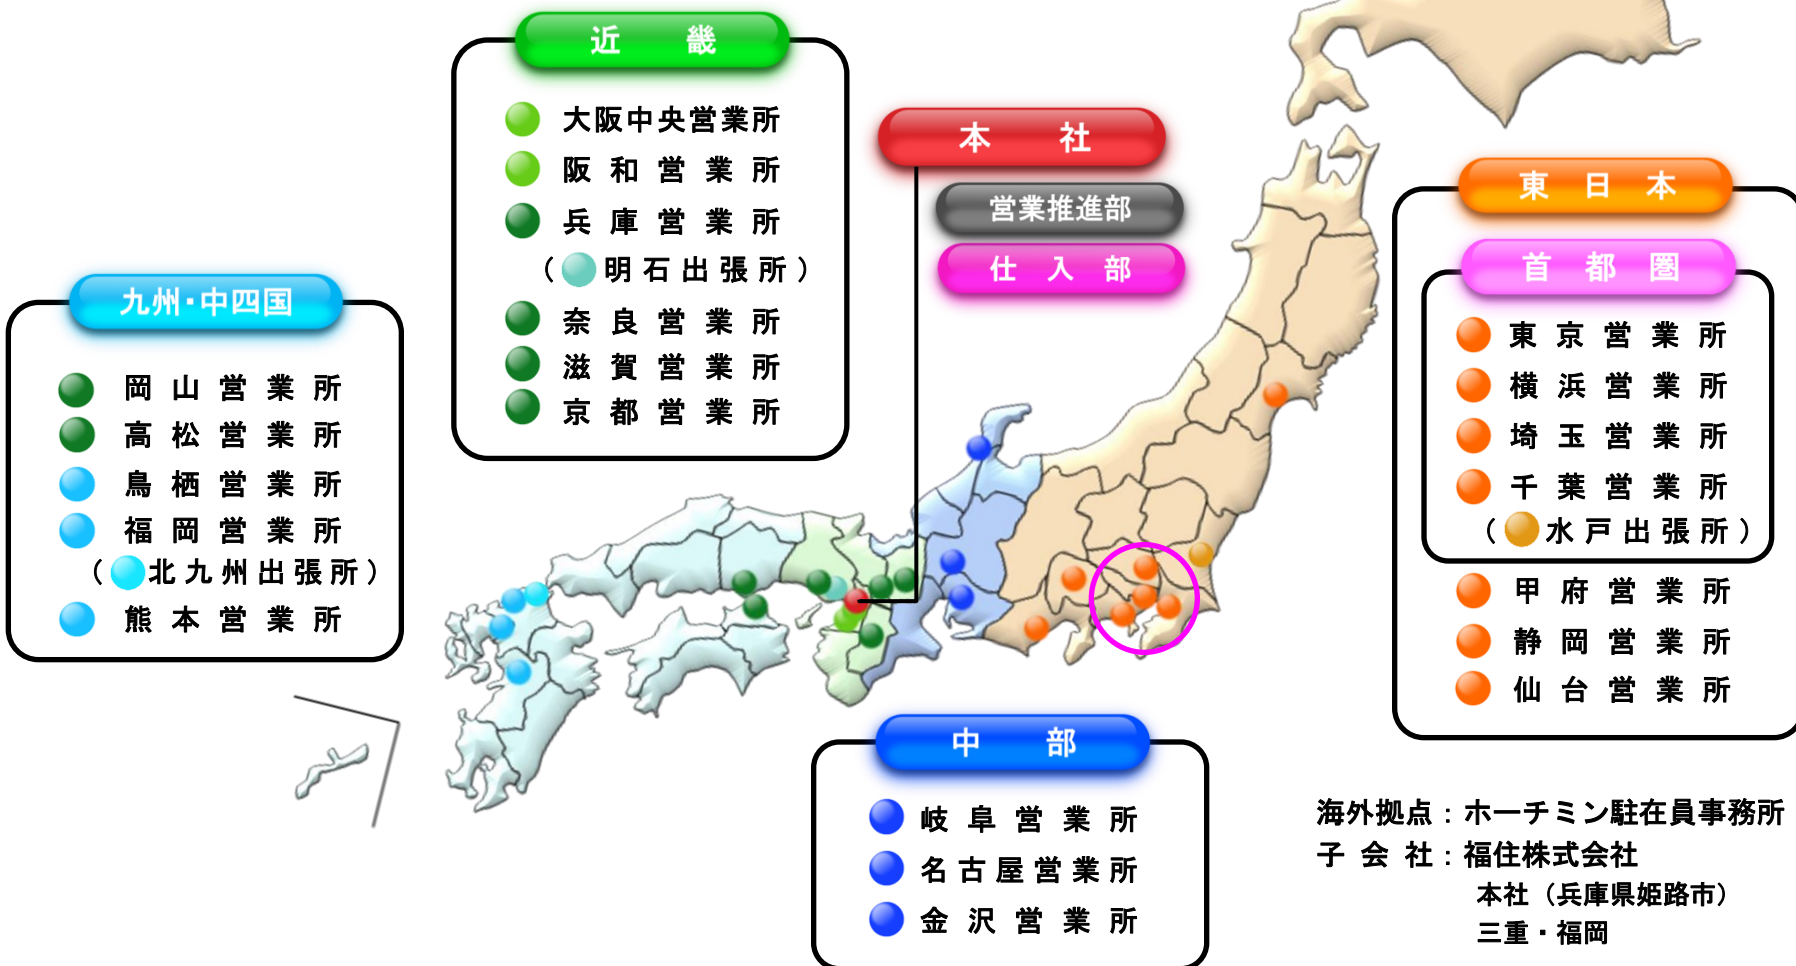 近 畿
大阪中央営業所
阪和営業所
兵庫営業所
(明石出張所)
奈良営業所
滋賀営業所
京都営業所
本 社
営業推進部
仕入部
九州・中四国
岡山営業所
高松営業所
鳥栖営業所
福岡営業所
(北九州出張所)
熊本営業所
東日本
首都圏
東京営業所
横浜営業所
埼玉営業所
千葉営業所
(水戸出張所)
甲府営業所
静岡営業所
仙台営業所
中 部
岐阜営業所
名古屋営業所
金沢営業所
海外拠点：ホーチミン駐在員事務所
子会社：福住株式会社
本社（兵庫県姫路市）
三重・福岡